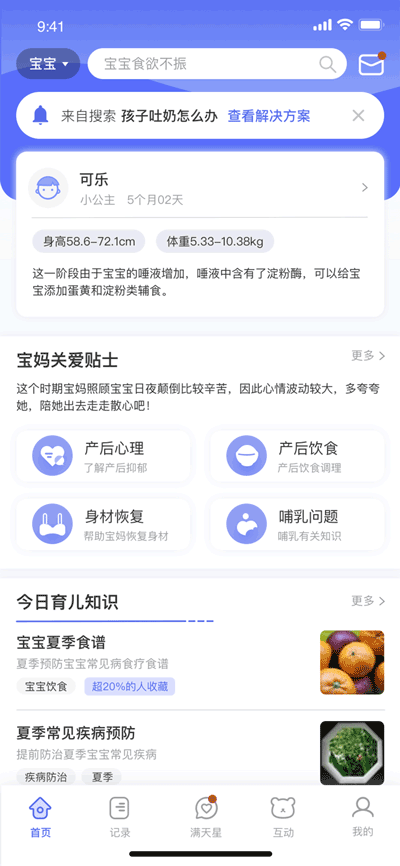 9:41
宝宝
宝宝食欲不振
来自搜索 孩子吐奶怎么办 查看解决方案
可乐
小公主 5个月02天
身高58.6-72.1cm
体重5.33-10.38kg
这一阶段由于宝宝的唾液增加，唾液中含有了淀粉酶，可以给宝
宝添加蛋黄和淀粉类辅食。
宝妈关爱贴士
更多
这个时期宝妈照顾宝宝日夜颠倒比较辛苦，因此心情波动较大，多夸夸
她，陪她出去走走散心吧！
产后心理
了解产后抑郁
产后饮食
产后饮食调理
身材恢复
帮助宝妈恢复身材
哺乳问题
哺乳有关知识
今日育儿知识
更多
宝宝夏季食谱
夏季预防宝宝常见病食疗食谱
宝宝饮食
超20%的人收藏
夏季常见疾病预防
提前防治夏季宝宝常见疾病
疾病防治
夏季
首页
记录
满天星
互动
我的